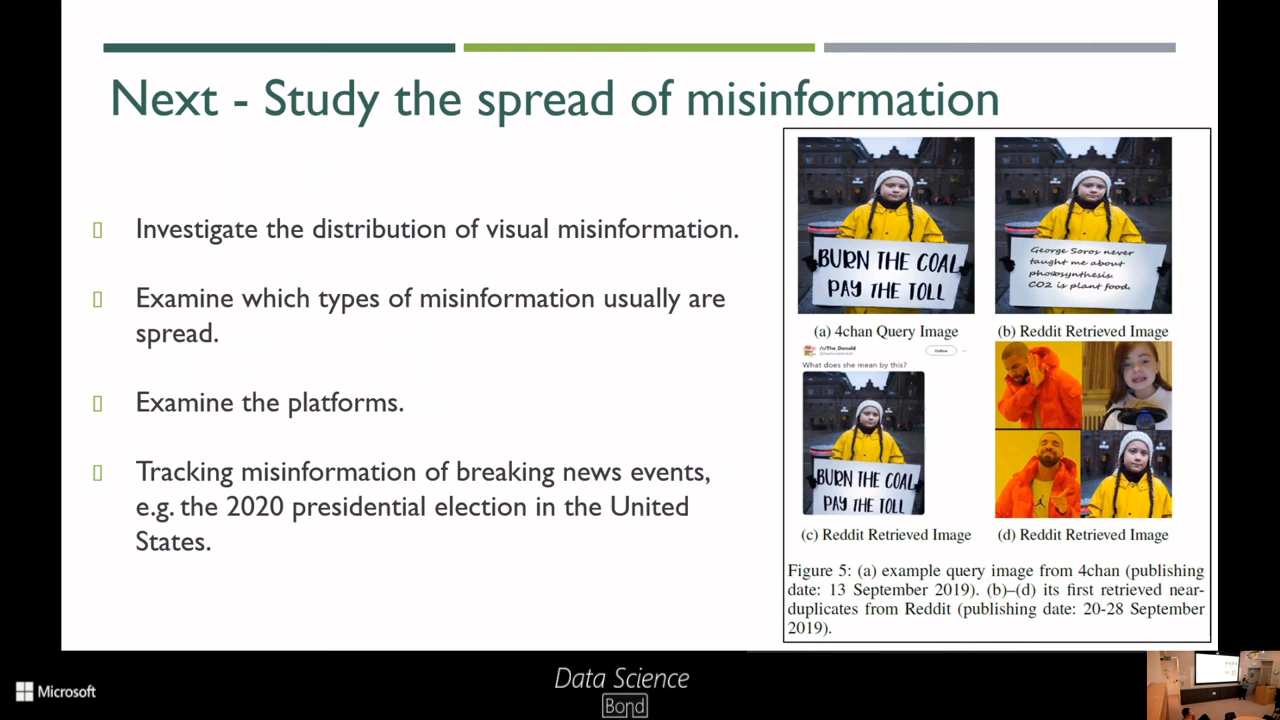 Next - Study the spread of misinformation
Investigate the distribution of visual misinformation.
Examine which types of misinformation usually are
spread.
Examine the platforms.
Tracking misinformation of breaking news events,
e.g. the 2020 presidential election in the United
States.
BURN THE COAL
PAY THE TOLL
(a) 4chan Query Image
George Soros never
taught me about
photosynthesis.
CO2 is plant food.
(b) Reddit Retrieved Image
/r/The_Donald
Follow
What does she mean by this?
BURN THE COAL
PAY THE TOLL
(c) Reddit Retrieved Image
(d) Reddit Retrieved Image
Figure 5: (a) example query image from 4chan (publishing
date: 13 September 2019). (b)–(d) its first retrieved near-
duplicates from Reddit (publishing date: 20-28 September
2019).
Microsoft
Data Science
Bond